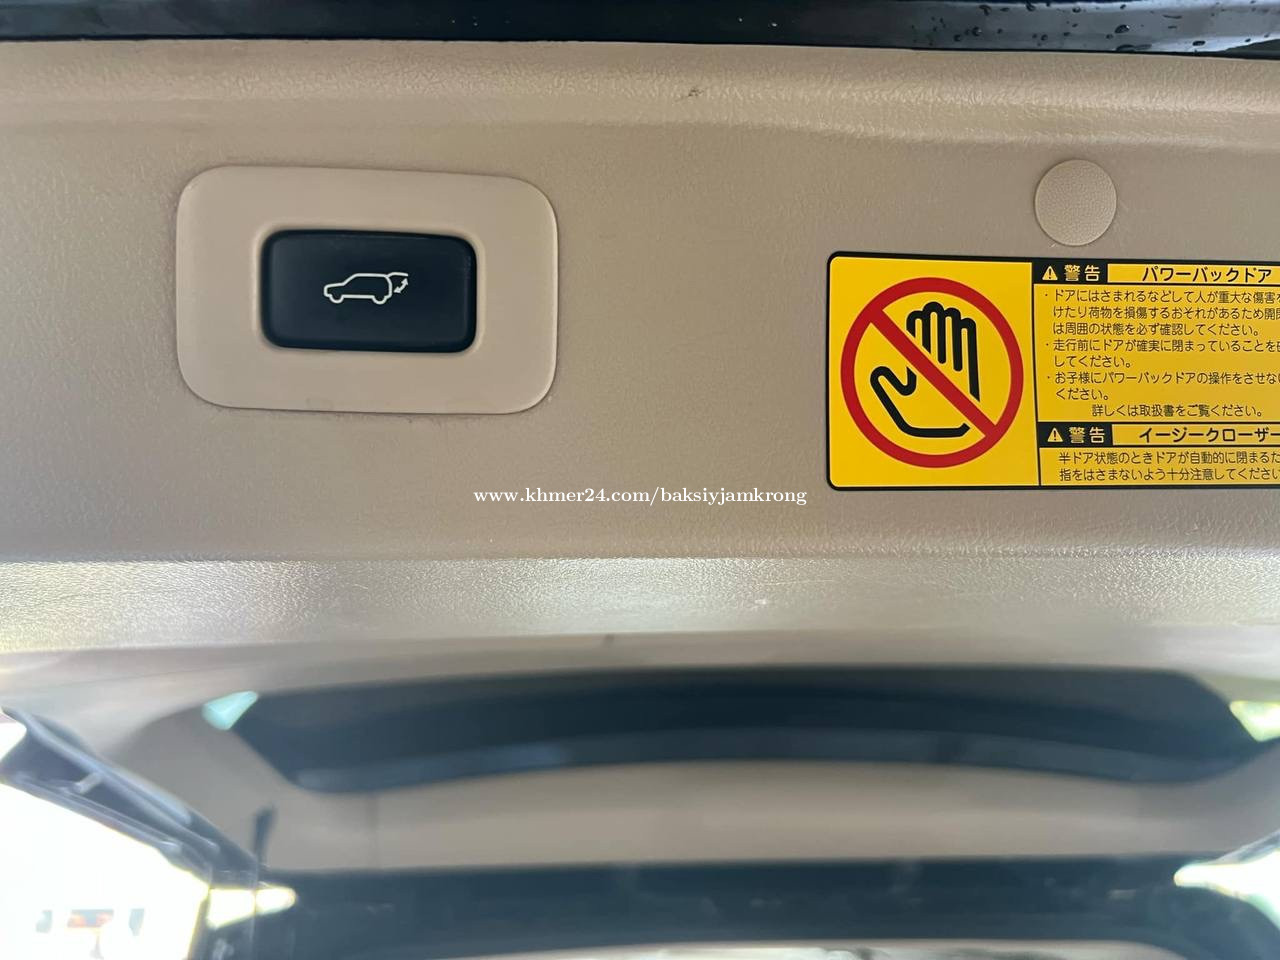 警告 パワーバックドア
・ドアにはさまれるなどして人が重大な傷害を
けたり荷物を損傷するおそれがあるため開閉
は周囲の状態を必ず確認してください。
・走行前にドアが確実に閉まっていることを確
してください。
・お子様にパワーバックドアの操作をさせない
ください。
詳しくは取扱書をご覧ください。
警告 イージークローザー
半ドア状態のときドアが自動的に閉まるた
指をはさまないよう十分注意してください
www.khmer24.com/baksiyjamkrong